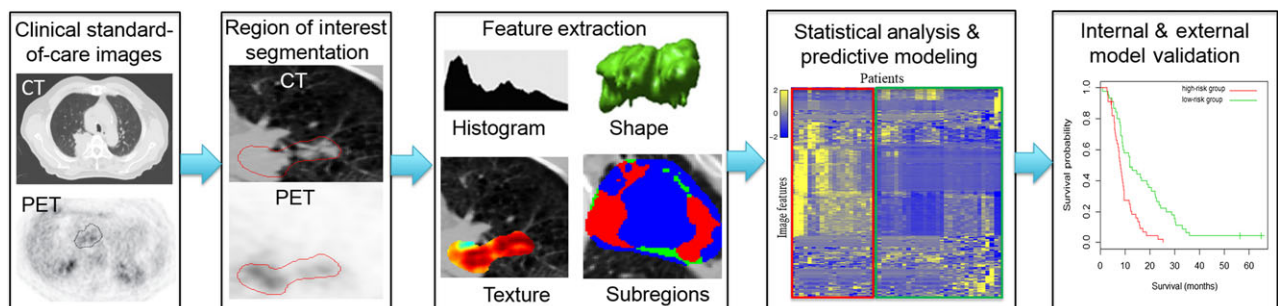 Clinical standard-
of-care images
CT
PET
Region of interest
segmentation
CT
PET
Feature extraction
Histogram
Shape
Texture
Subregions
Statistical analysis &
predictive modeling
Patients
2
0
-2
Image features
Internal & external
model validation
high-risk group
low-risk group
Survival probability
1.0
0.8
0.6
0.4
0.2
0.0
0 10 20 30 40 50 60
Survival (months)